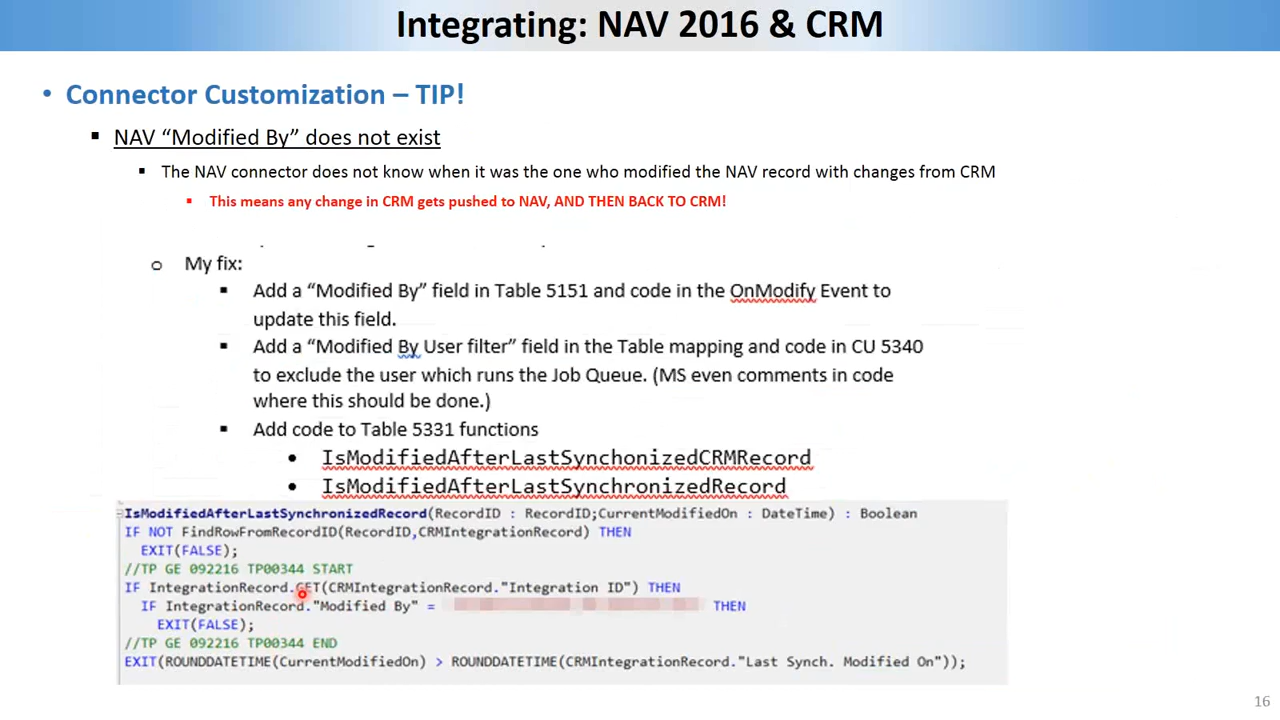 Integrating: NAV 2016 & CRM
• Connector Customization – TIP!
▪ NAV “Modified By” does not exist
▪ The NAV connector does not know when it was the one who modified the NAV record with changes from CRM
▪ This means any change in CRM gets pushed to NAV, AND THEN BACK TO CRM!
o My fix:
▪ Add a “Modified By” field in Table 5151 and code in the OnModify Event to
update this field.
▪ Add a “Modified By User filter” field in the Table mapping and code in CU 5340
to exclude the user which runs the Job Queue. (MS even comments in code
where this should be done.)
▪ Add code to Table 5331 functions
• IsModifiedAfterLastSynchonizedCRMRecord
• IsModifiedAfterLastSynchronizedRecord
IsModifiedAfterLastSynchronizedRecord(RecordID : RecordID;CurrentModifiedOn : DateTime) : Boolean
IF NOT FindRowFromRecordID(RecordID,CRMIntegrationRecord) THEN
EXIT(FALSE);
//TP GE 092216 TP00344 START
IF IntegrationRecord.GET(CRMIntegrationRecord."Integration ID") THEN
IF IntegrationRecord."Modified By" = THEN
EXIT(FALSE);
//TP GE 092216 TP00344 END
EXIT(ROUNDDATETIME(CurrentModifiedOn) > ROUNDDATETIME(CRMIntegrationRecord."Last Synch. Modified On"));
16